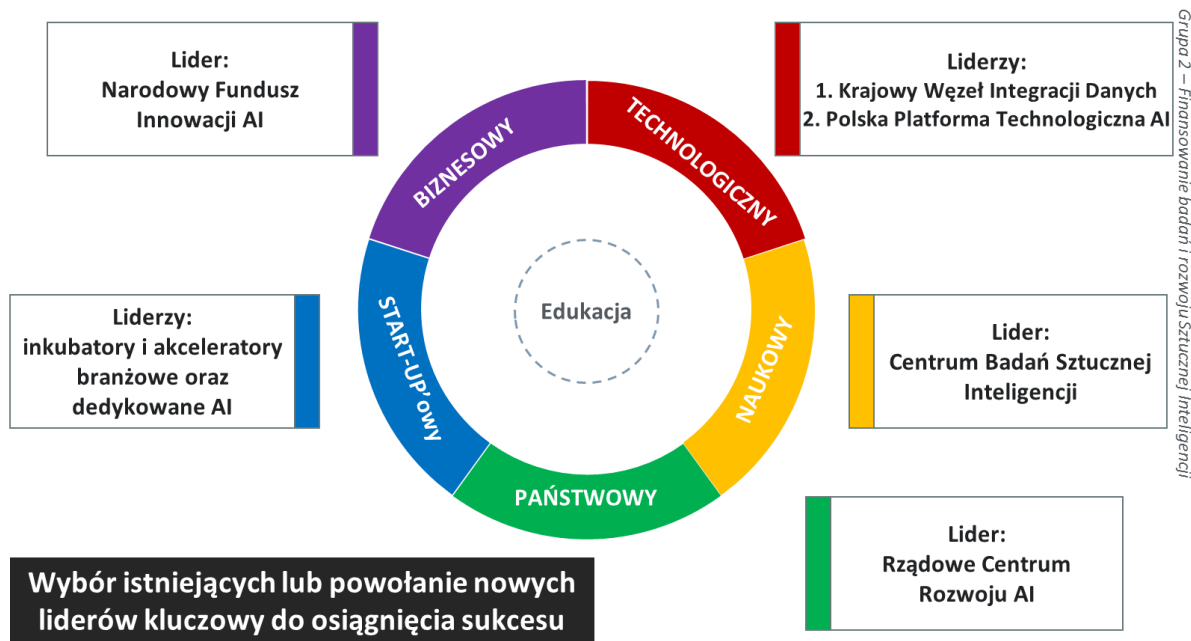 Lider:
Narodowy Fundusz
Innowacji AI
Liderzy:
1. Krajowy Węzeł Integracji Danych
2. Polska Platforma Technologiczna AI
BIZNESOWY
TECHNOLOGICZNY
Edukacja
START-UP’owy
NAUKOWY
PAŃSTWOWY
Liderzy:
inkubatory i akceleratory
branżowe oraz
dedykowane AI
Lider:
Centrum Badań Sztucznej
Inteligencji
Lider:
Rządowe Centrum
Rozwoju AI
Wybór istniejących lub powołanie nowych
liderów kluczowy do osiągnięcia sukcesu
Grupa 2 – Finansowanie badań i rozwoju Sztucznej Inteligencji